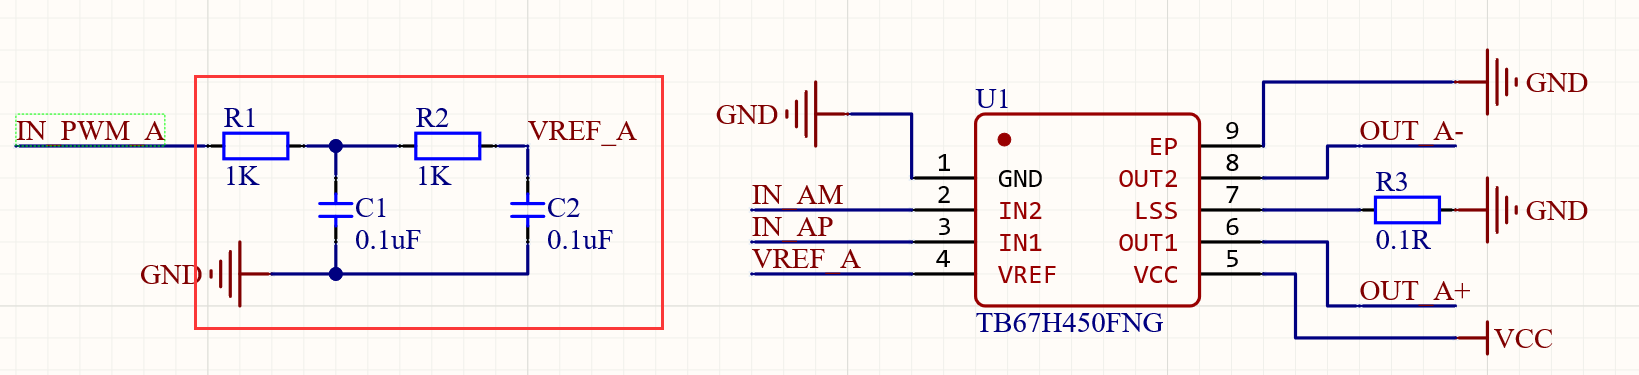 IN_PWM_A
R1
1K
R2
1K
VREF_A
C1
0.1uF
C2
0.1uF
GND
GND
U1
1
GND
IN_AM
2
IN2
IN_AP
3
IN1
VREF_A
4
VREF
TB67H450FNG
EP
9
GND
OUT2
8
OUT_A-
LSS
7
R3
0.1R
GND
OUT1
6
OUT_A+
VCC
5
VCC